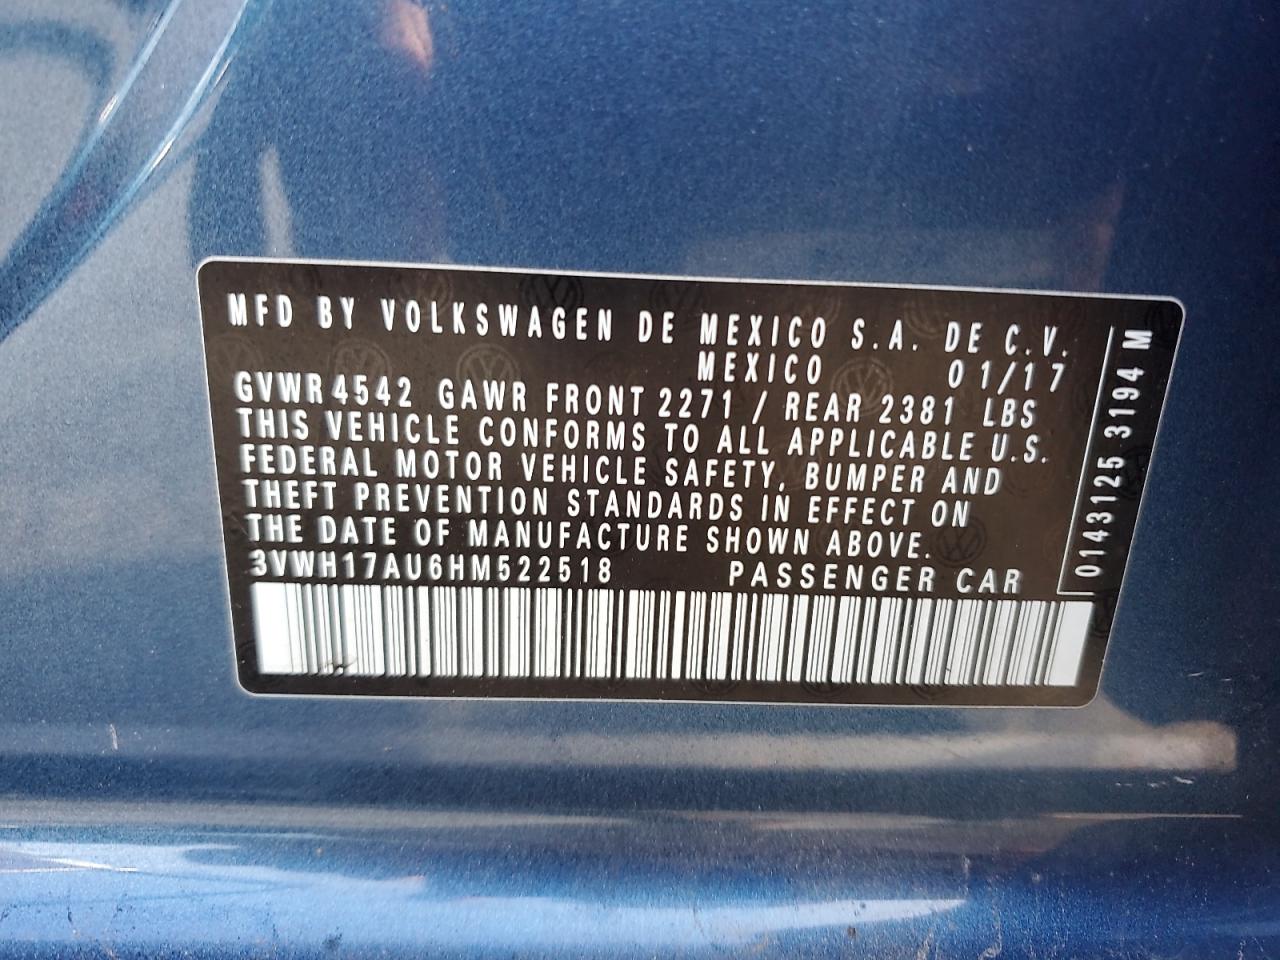 MFD BY VOLKSWAGEN DE MEXICO S.A. DE C.V.
MEXICO 01/17
GVWR 4542 GAWR FRONT 2271 / REAR 2381 LBS
THIS VEHICLE CONFORMS TO ALL APPLICABLE U.S.
FEDERAL MOTOR VEHICLE SAFETY, BUMPER AND
THEFT PREVENTION STANDARDS IN EFFECT ON
THE DATE OF MANUFACTURE SHOWN ABOVE.
3VWH17AU6HM522518 PASSENGER CAR
0143125 3194 M